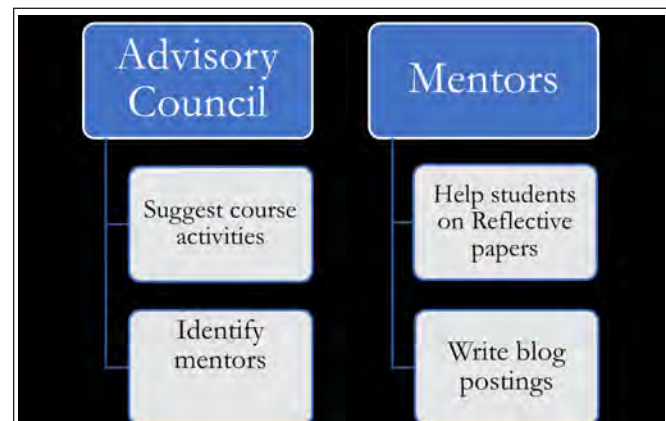 Advisory
Council
Suggest course
activities
Identify
mentors
Mentors
Help students
on Reflective
papers
Write blog
postings